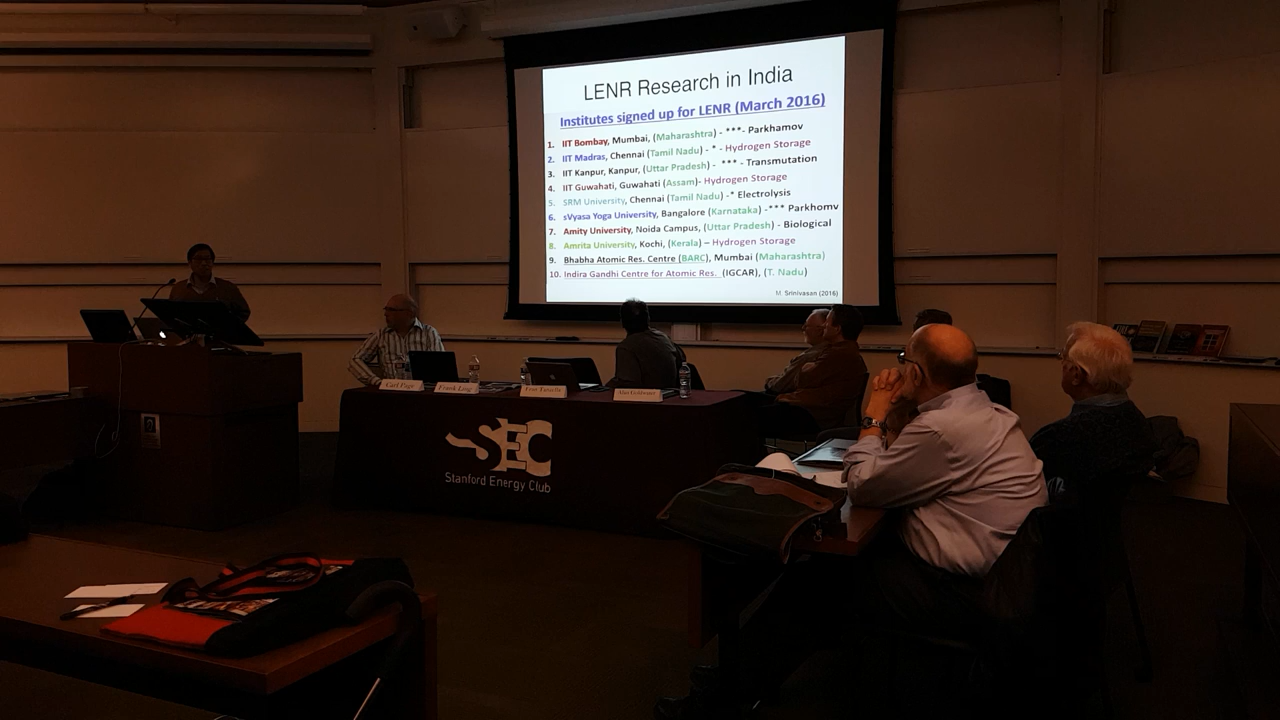 LENR Research in India
Institutes signed up for LENR (March 2016)
1. IIT Bombay, Mumbai, (Maharashtra) - ***- Parkhamov
2. IIT Madras, Chennai (Tamil Nadu) - * - Hydrogen Storage
3. IIT Kanpur, Kanpur, (Uttar Pradesh) - *** - Transmutation
4. IIT Guwahati, Guwahati (Assam)- Hydrogen Storage
5. SRM University, Chennai (Tamil Nadu) -* Electrolysis
6. sVyasa Yoga University, Bangalore (Karnataka) -*** Parkhomv
7. Amity University, Noida Campus, (Uttar Pradesh) - Biological
8. Amrita University, Kochi, (Kerala) – Hydrogen Storage
9. Bhabha Atomic Res. Centre (BARC), Mumbai (Maharashtra)
10. Indira Gandhi Centre for Atomic Res. (IGCAR), (T. Nadu)
M. Srinivasan (2016)
Carl Page
Frank Ling
Alan Goldwater
SEC
Stanford Energy Club